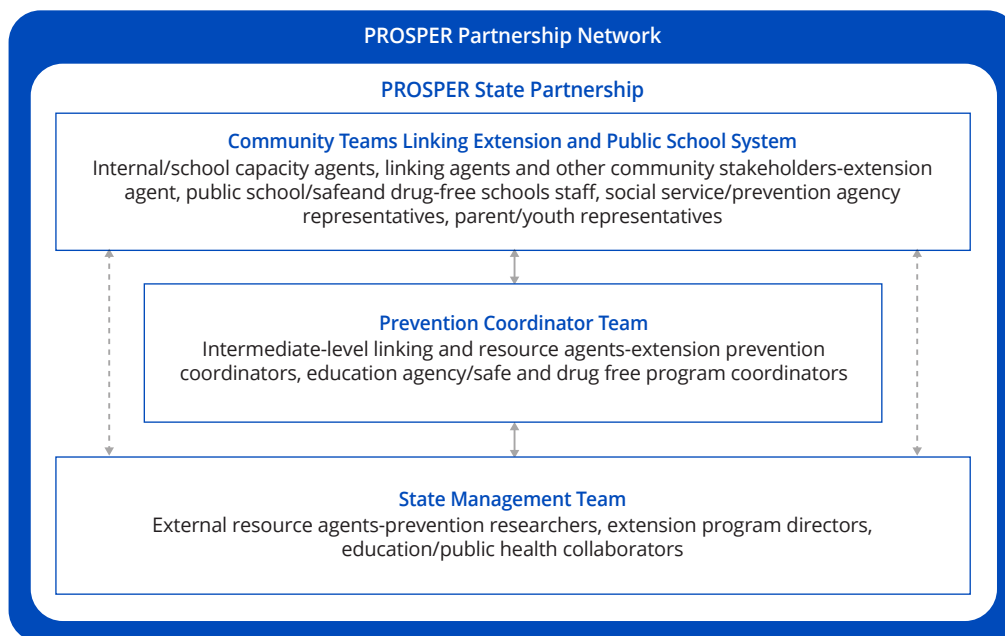 PROSPER Partnership Network
PROSPER State Partnership
Community Teams Linking Extension and Public School System
Internal/school capacity agents, linking agents and other community stakeholders-extension
agent, public school/safeand drug-free schools staff, social service/prevention agency
representatives, parent/youth representatives
Prevention Coordinator Team
Intermediate-level linking and resource agents-extension prevention
coordinators, education agency/safe and drug free program coordinators
State Management Team
External resource agents-prevention researchers, extension program directors,
education/public health collaborators